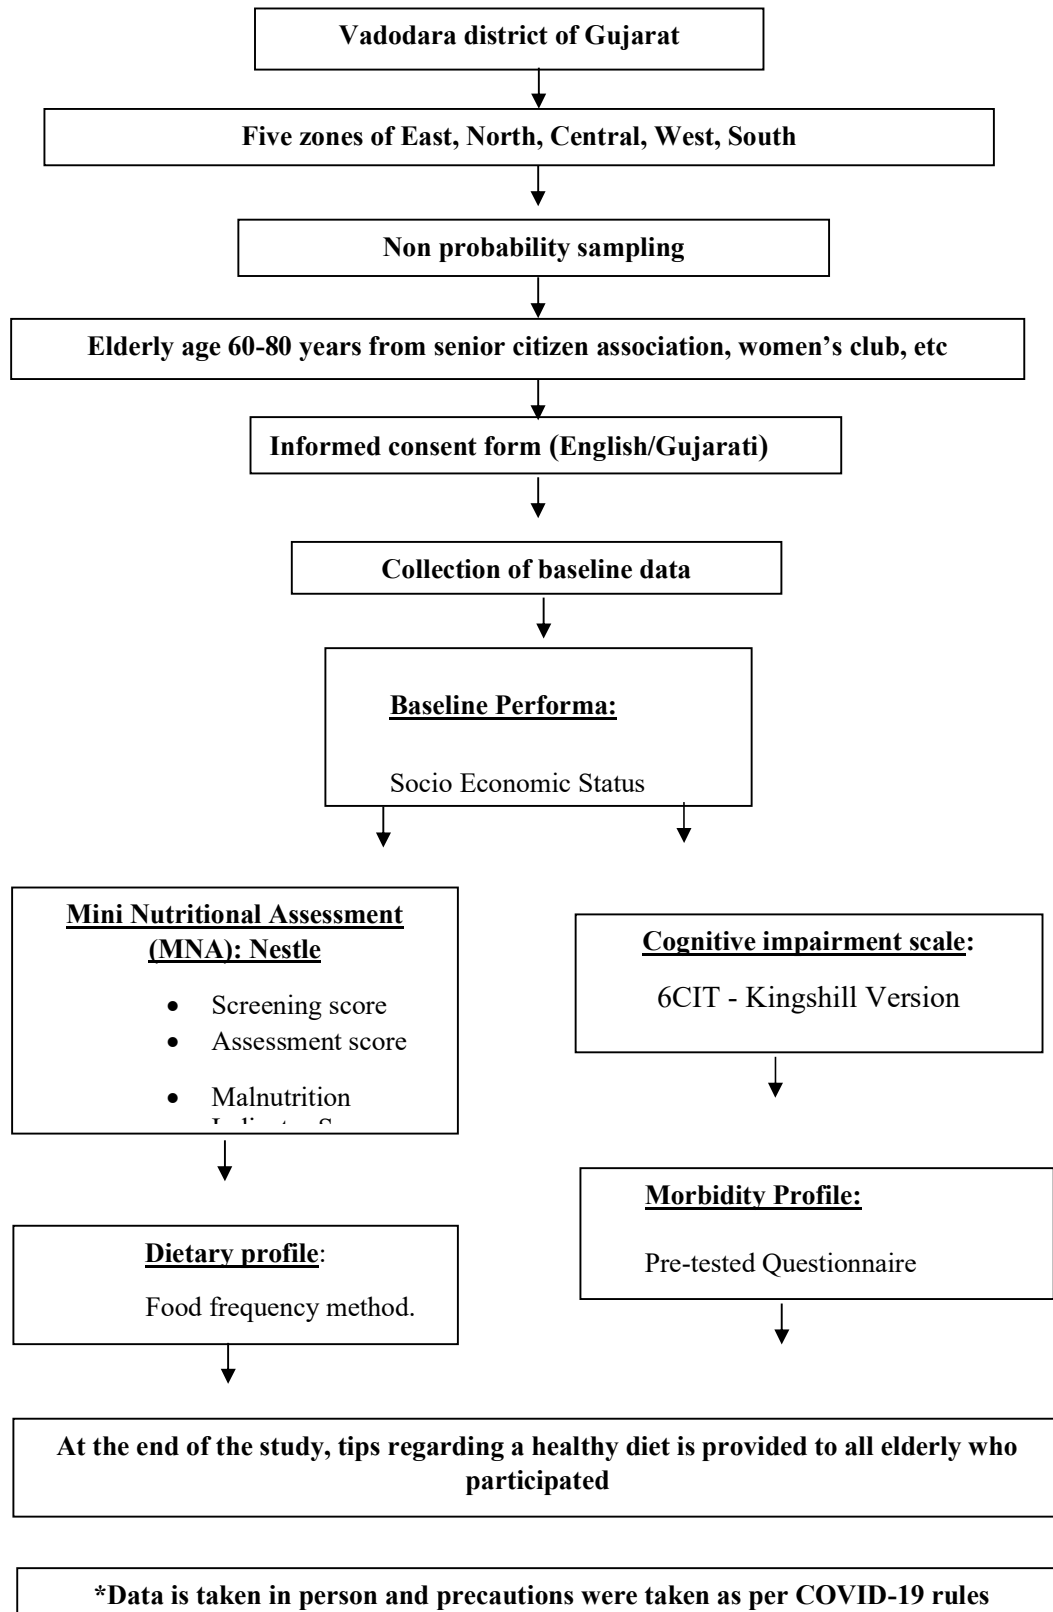 Vadodara district of Gujarat
Five zones of East, North, Central, West, South
Non probability sampling
Elderly age 60-80 years from senior citizen association, women’s club, etc
Informed consent form (English/Gujarati)
Collection of baseline data
Baseline Performa:
Socio Economic Status
Mini Nutritional Assessment
(MNA): Nestle
• Screening score
• Assessment score
• Malnutrition
Cognitive impairment scale:
6CIT - Kingshill Version
Dietary profile:
Food frequency method.
Morbidity Profile:
Pre-tested Questionnaire
At the end of the study, tips regarding a healthy diet is provided to all elderly who
participated
*Data is taken in person and precautions were taken as per COVID-19 rules